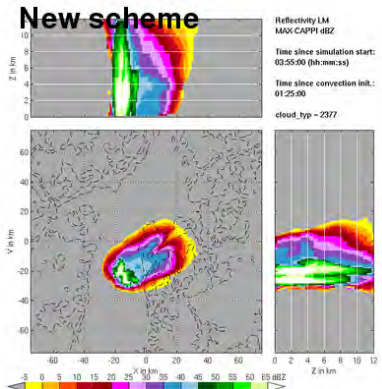 New scheme
Reflectivity LM
MAX-CAPPI dBZ
Time since simulation start:
03:55:00 (hh:mm:ss)
Time since convection init.:
01:25:00
cloud_typ - 2377
Z in km
12
10
8
6
4
2
0
Y in km
60
40
20
0
-20
-40
-60
-60 -40 -20 0 20 40 60
X in km
0 2 4 6 8 10 12
Z in km
-5 0 5 10 15 20 25 30 35 40 45 50 55 60 65 dBZ